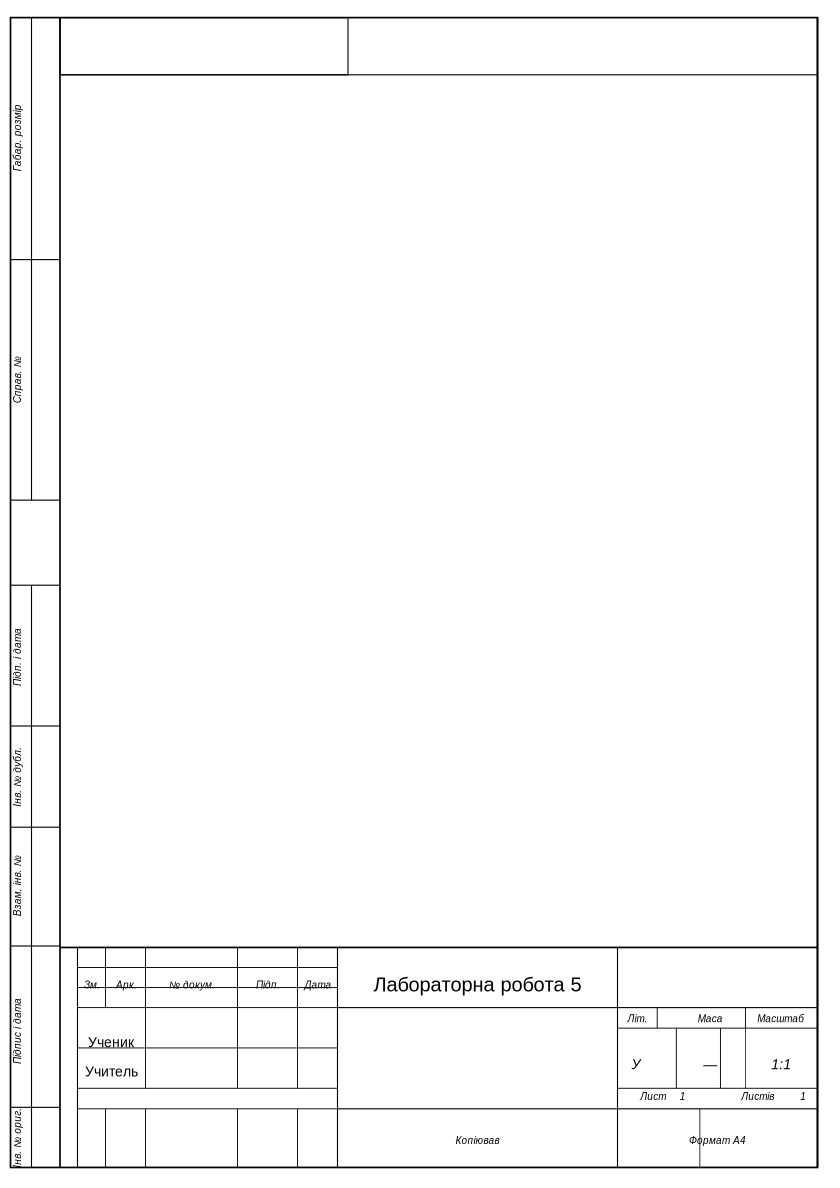 Габар. розмір
Справ. №
Підп. і дата
Інв. № дубл.
Взам. інв. №
Підпис і дата
Інв. № ориг.
Зм. Арк. № докум. Підп. Дата
Лабораторна робота 5
Літ. Маса Масштаб
Ученик
Учитель
У — 1:1
Лист 1 Листів 1
Копіював
Формат А4